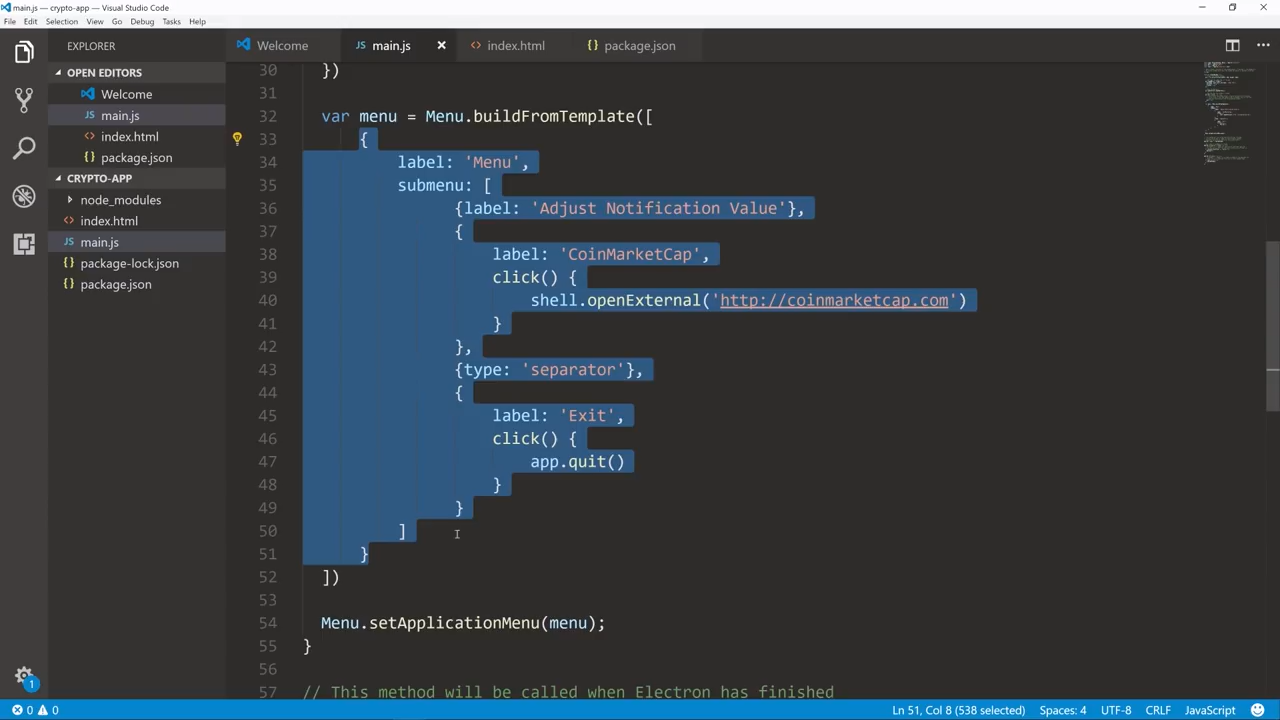 main.js — crypto-app — Visual Studio Code
File Edit Selection View Go Debug Tasks Help
EXPLORER
Welcome
main.js
index.html
package.json
OPEN EDITORS
Welcome
main.js
index.html
package.json
CRYPTO-APP
node_modules
index.html
main.js
package-lock.json
package.json
30 })
31
32 var menu = Menu.buildFromTemplate([
33 {
34 label: 'Menu',
35 submenu: [
36 {label: 'Adjust Notification Value'},
37 {
38 label: 'CoinMarketCap',
39 click() {
40 shell.openExternal('http://coinmarketcap.com')
41 }
42 },
43 {type: 'separator'},
44 {
45 label: 'Exit',
46 click() {
47 app.quit()
48 }
49 }
50 ]
51 }
52 ])
53
54 Menu.setApplicationMenu(menu);
55 }
56
57 // This method will be called when Electron has finished
1
0 0
Ln 51, Col 8 (538 selected) Spaces: 4 UTF-8 CRLF JavaScript